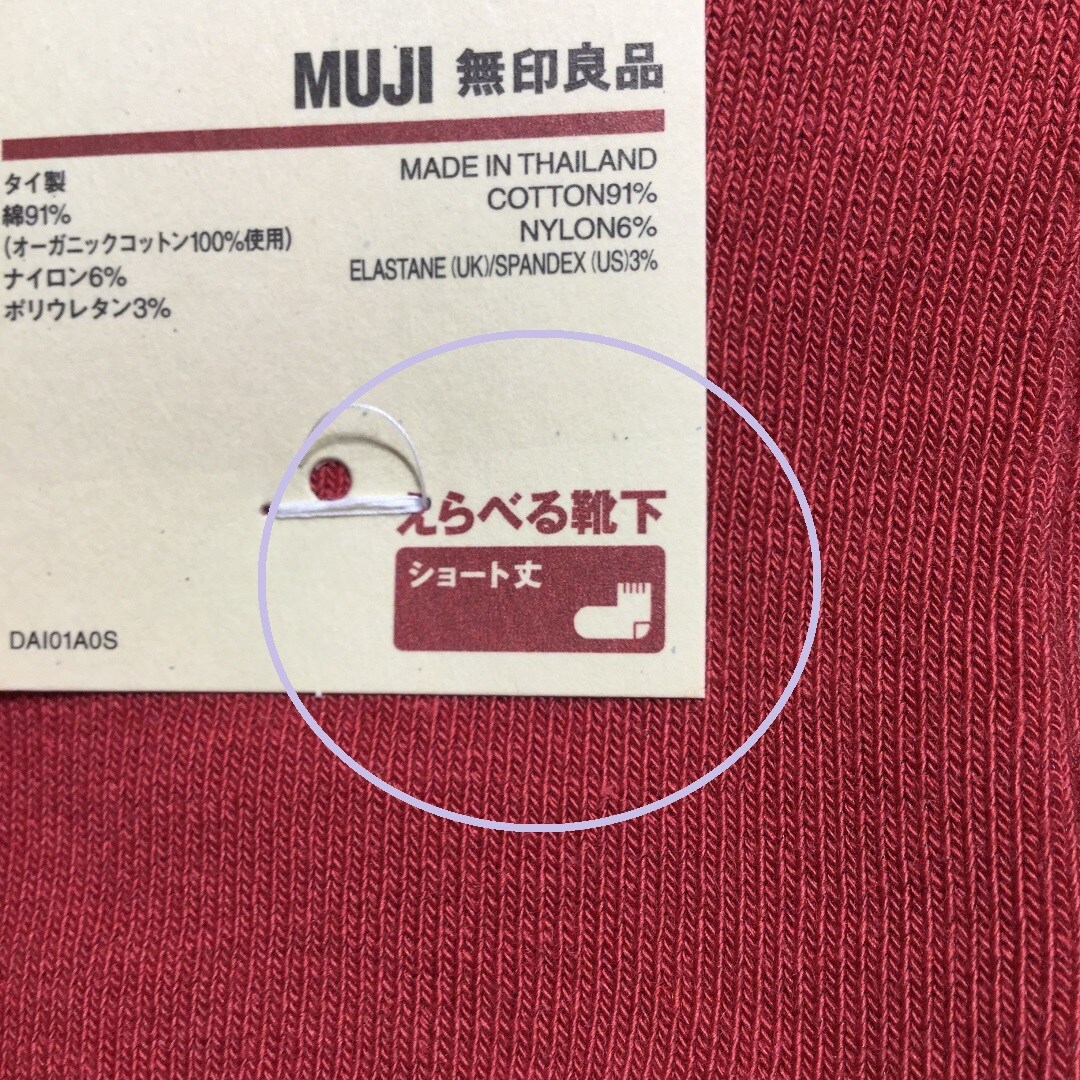 MUJI 無印良品
タイ製
綿91%
(オーガニックコットン100%使用)
ナイロン6%
ポリウレタン3%
MADE IN THAILAND
COTTON91%
NYLON6%
ELASTANE (UK)/SPANDEX (US)3%
えらべる靴下
ショート丈
DAI01A0S